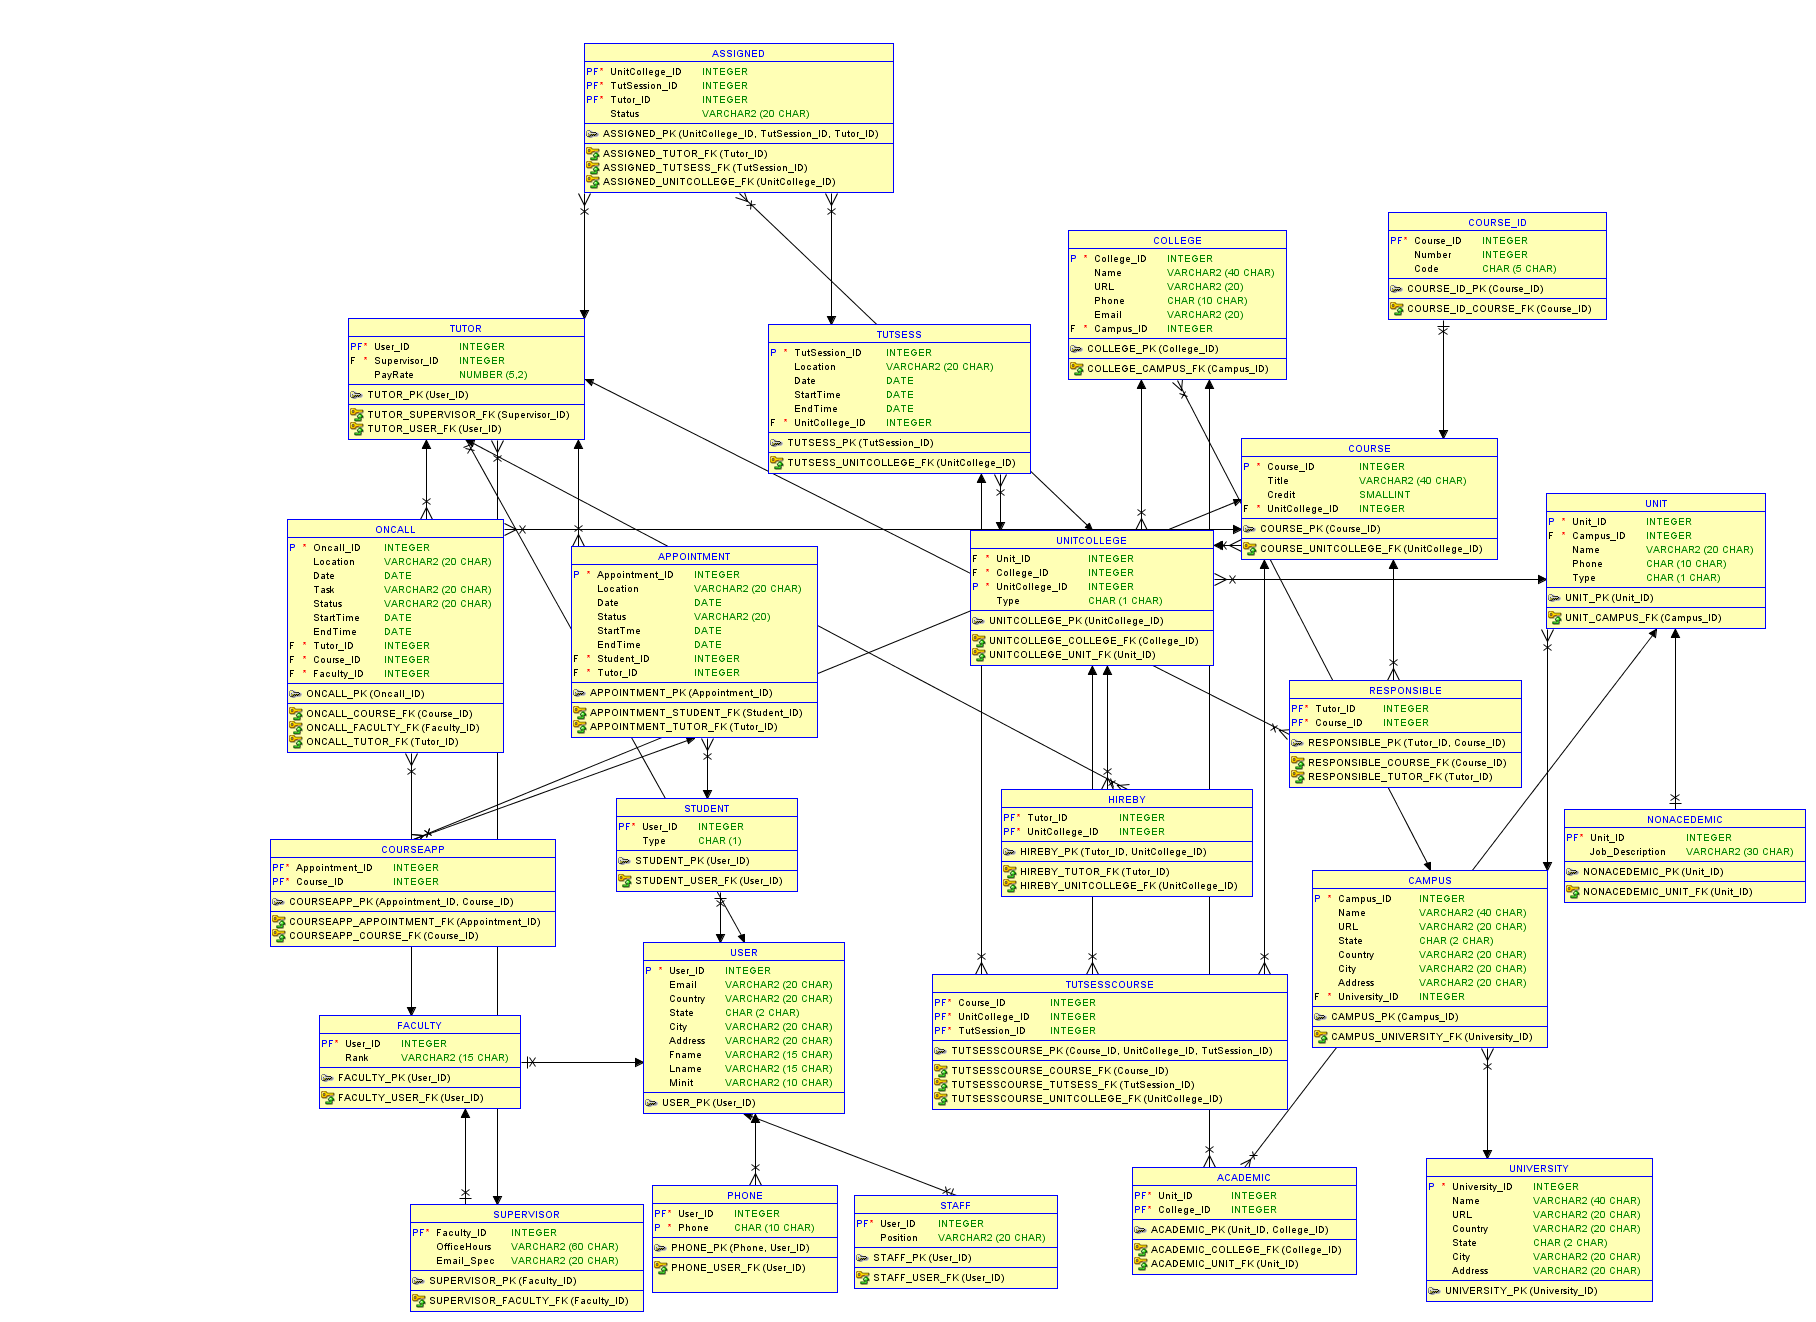 ASSIGNED
PF* UnitCollege_ID INTEGER
PF* TutSession_ID INTEGER
PF* Tutor_ID INTEGER
Status VARCHAR2 (20 CHAR)
ASSIGNED_PK (UnitCollege_ID, TutSession_ID, Tutor_ID)
ASSIGNED_TUTOR_FK (Tutor_ID)
ASSIGNED_TUTSESS_FK (TutSession_ID)
ASSIGNED_UNITCOLLEGE_FK (UnitCollege_ID)
COURSE_ID
PF* Course_ID INTEGER
Number INTEGER
Code CHAR (5 CHAR)
COURSE_ID_PK (Course_ID)
COURSE_ID_COURSE_FK (Course_ID)
COLLEGE
P * College_ID INTEGER
Name VARCHAR2 (40 CHAR)
URL VARCHAR2 (20)
Phone CHAR (10 CHAR)
Email VARCHAR2 (20)
F * Campus_ID INTEGER
COLLEGE_PK (College_ID)
COLLEGE_CAMPUS_FK (Campus_ID)
TUTOR
PF* User_ID INTEGER
F * Supervisor_ID INTEGER
PayRate NUMBER (5,2)
TUTOR_PK (User_ID)
TUTOR_SUPERVISOR_FK (Supervisor_ID)
TUTOR_USER_FK (User_ID)
TUTSESS
P * TutSession_ID INTEGER
Location VARCHAR2 (20 CHAR)
Date DATE
StartTime DATE
EndTime DATE
F * UnitCollege_ID INTEGER
TUTSESS_PK (TutSession_ID)
TUTSESS_UNITCOLLEGE_FK (UnitCollege_ID)
COURSE
P * Course_ID INTEGER
Title VARCHAR2 (40 CHAR)
Credit SMALLINT
F * UnitCollege_ID INTEGER
COURSE_PK (Course_ID)
COURSE_UNITCOLLEGE_FK (UnitCollege_ID)
UNIT
P * Unit_ID INTEGER
F * Campus_ID INTEGER
Name VARCHAR2 (20 CHAR)
Phone CHAR (10 CHAR)
Type CHAR (1 CHAR)
UNIT_PK (Unit_ID)
UNIT_CAMPUS_FK (Campus_ID)
ONCALL
P * Oncall_ID INTEGER
Location VARCHAR2 (20 CHAR)
Date DATE
Task VARCHAR2 (20 CHAR)
Status VARCHAR2 (20 CHAR)
StartTime DATE
EndTime DATE
F * Tutor_ID INTEGER
F * Course_ID INTEGER
F * Faculty_ID INTEGER
ONCALL_PK (Oncall_ID)
ONCALL_COURSE_FK (Course_ID)
ONCALL_FACULTY_FK (Faculty_ID)
ONCALL_TUTOR_FK (Tutor_ID)
APPOINTMENT
P * Appointment_ID INTEGER
Location VARCHAR2 (20 CHAR)
Date DATE
Status VARCHAR2 (20)
StartTme DATE
EndTime DATE
F * Student_ID INTEGER
F * Tutor_ID INTEGER
APPOINTMENT_PK (Appointment_ID)
APPOINTMENT_STUDENT_FK (Student_ID)
APPOINTMENT_TUTOR_FK (Tutor_ID)
UNITCOLLEGE
F * Unit_ID INTEGER
F * College_ID INTEGER
P * UnitCollege_ID INTEGER
Type CHAR (1 CHAR)
UNITCOLLEGE_PK (UnitCollege_ID)
UNITCOLLEGE_COLLEGE_FK (College_ID)
UNITCOLLEGE_UNIT_FK (Unit_ID)
RESPONSIBLE
PF* Tutor_ID INTEGER
PF* Course_ID INTEGER
RESPONSIBLE_PK (Tutor_ID, Course_ID)
RESPONSIBLE_COURSE_FK (Course_ID)
RESPONSIBLE_TUTOR_FK (Tutor_ID)
STUDENT
PF* User_ID INTEGER
Type CHAR (1)
STUDENT_PK (User_ID)
STUDENT_USER_FK (User_ID)
HIREBY
PF* Tutor_ID INTEGER
PF* UnitCollege_ID INTEGER
HIREBY_PK (Tutor_ID, UnitCollege_ID)
HIREBY_TUTOR_FK (Tutor_ID)
HIREBY_UNITCOLLEGE_FK (UnitCollege_ID)
NONACEDEMIC
PF* Unit_ID INTEGER
Job_Description VARCHAR2 (30 CHAR)
NONACEDEMIC_PK (Unit_ID)
NONACEDEMIC_UNIT_FK (Unit_ID)
COURSEAPP
PF* Appointment_ID INTEGER
PF* Course_ID INTEGER
COURSEAPP_PK (Appointment_ID, Course_ID)
COURSEAPP_APPOINTMENT_FK (Appointment_ID)
COURSEAPP_COURSE_FK (Course_ID)
CAMPUS
P * Campus_ID INTEGER
Name VARCHAR2 (40 CHAR)
URL VARCHAR2 (20 CHAR)
State CHAR (2 CHAR)
Country VARCHAR2 (20 CHAR)
City VARCHAR2 (20 CHAR)
Address VARCHAR2 (20 CHAR)
F * University_ID INTEGER
CAMPUS_PK (Campus_ID)
CAMPUS_UNIVERSITY_FK (University_ID)
USER
P * User_ID INTEGER
Email VARCHAR2 (20 CHAR)
Country VARCHAR2 (20 CHAR)
State CHAR (2 CHAR)
City VARCHAR2 (20 CHAR)
Address VARCHAR2 (20 CHAR)
Fname VARCHAR2 (15 CHAR)
Lname VARCHAR2 (15 CHAR)
Minit VARCHAR2 (10 CHAR)
USER_PK (User_ID)
TUTSESSCOURSE
PF* Course_ID INTEGER
PF* UnitCollege_ID INTEGER
PF* TutSession_ID INTEGER
TUTSESSCOURSE_PK (Course_ID, UnitCollege_ID, TutSession_ID)
TUTSESSCOURSE_COURSE_FK (Course_ID)
TUTSESSCOURSE_TUTSESS_FK (TutSession_ID)
TUTSESSCOURSE_UNITCOLLEGE_FK (UnitCollege_ID)
FACULTY
PF* User_ID INTEGER
Rank VARCHAR2 (15 CHAR)
FACULTY_PK (User_ID)
FACULTY_USER_FK (User_ID)
SUPERVISOR
PF* Faculty_ID INTEGER
OfficeHours VARCHAR2 (60 CHAR)
Email_Spec VARCHAR2 (20 CHAR)
SUPERVISOR_PK (Faculty_ID)
SUPERVISOR_FACULTY_FK (Faculty_ID)
PHONE
PF* User_ID INTEGER
P * Phone CHAR (10 CHAR)
PHONE_PK (Phone, User_ID)
PHONE_USER_FK (User_ID)
STAFF
PF* User_ID INTEGER
Position VARCHAR2 (20 CHAR)
STAFF_PK (User_ID)
STAFF_USER_FK (User_ID)
ACADEMIC
PF* Unit_ID INTEGER
PF* College_ID INTEGER
ACADEMIC_PK (Unit_ID, College_ID)
ACADEMIC_COLLEGE_FK (College_ID)
ACADEMIC_UNIT_FK (Unit_ID)
UNIVERSITY
P * University_ID INTEGER
Name VARCHAR2 (40 CHAR)
URL VARCHAR2 (20 CHAR)
Country VARCHAR2 (20 CHAR)
State CHAR (2 CHAR)
City VARCHAR2 (20 CHAR)
Address VARCHAR2 (20 CHAR)
UNIVERSITY_PK (University_ID)